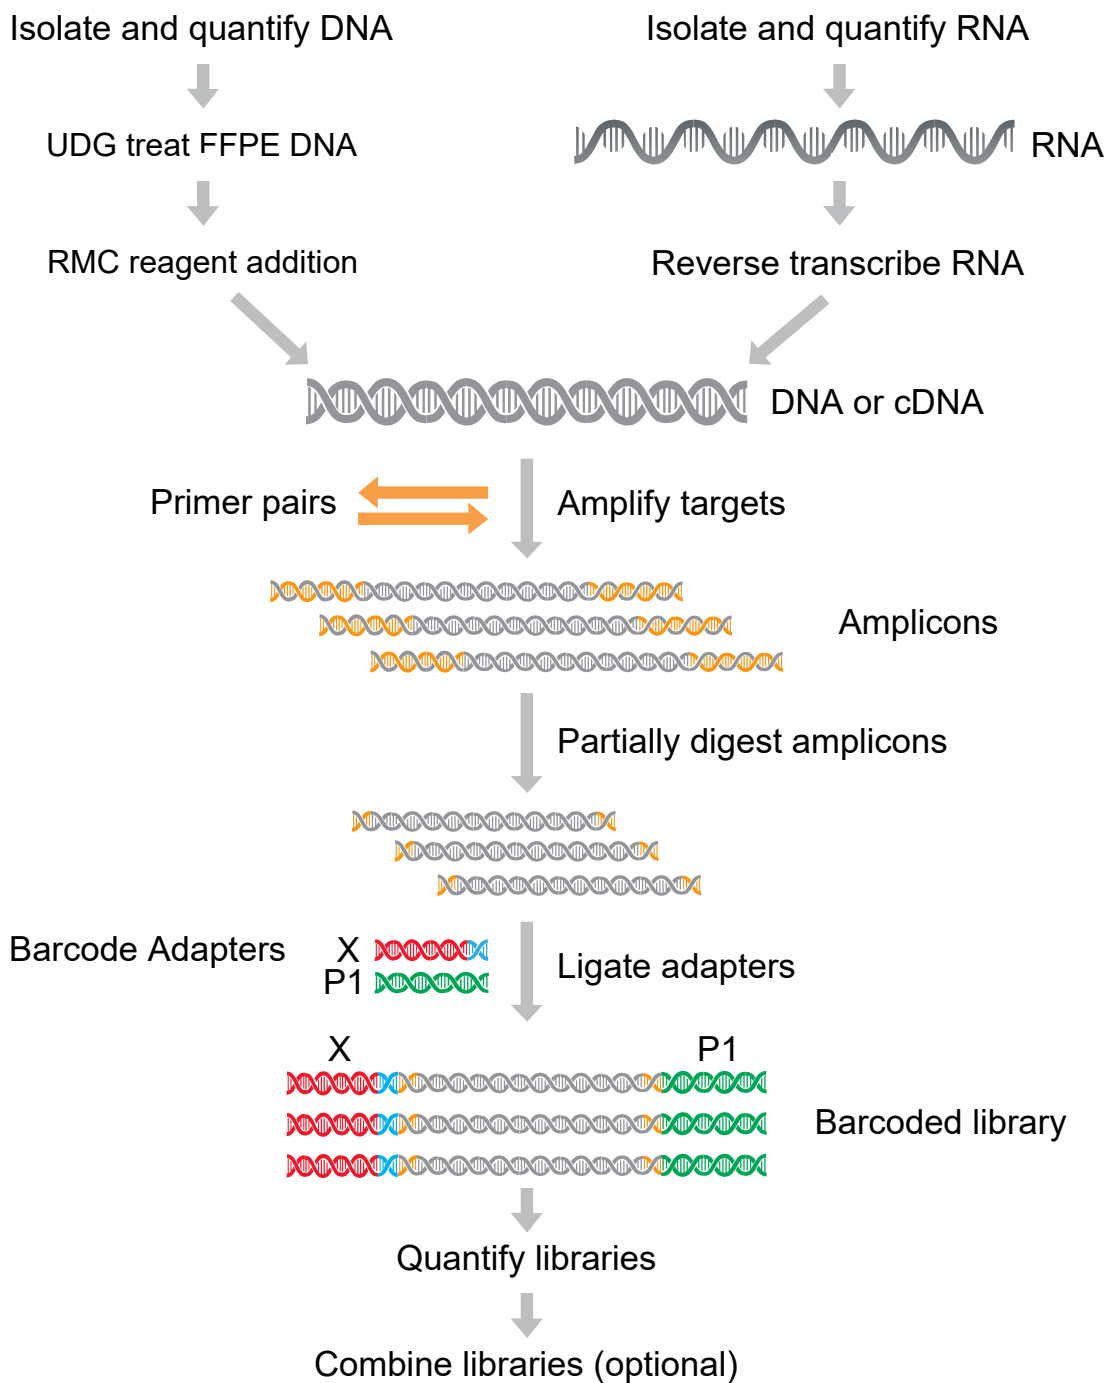 Isolate and quantify DNA
Isolate and quantify RNA
UDG treat FFPE DNA
RNA
RMC reagent addition
Reverse transcribe RNA
DNA or cDNA
Primer pairs
Amplify targets
Amplicons
Partially digest amplicons
Barcode Adapters
X
P1
Ligate adapters
X
P1
Barcoded library
Quantify libraries
Combine libraries (optional)